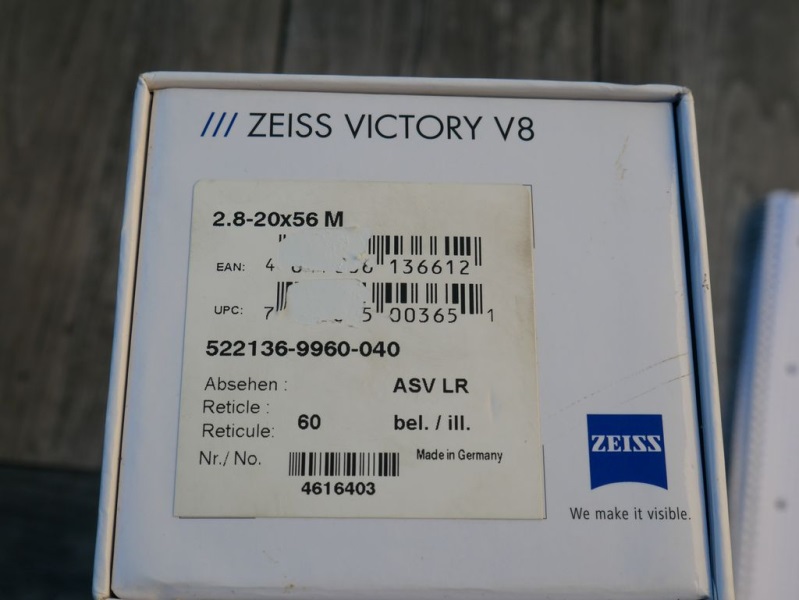 /// ZEISS VICTORY V8
2.8-20x56 M
EAN: 4 136612
UPC: 7 5 00365 1
522136-9960-040
Absehen : ASV LR
Reticle :
Reticule: 60 bel. / ill.
Nr./ No. Made in Germany
4616403
ZEISS
We make it visible.